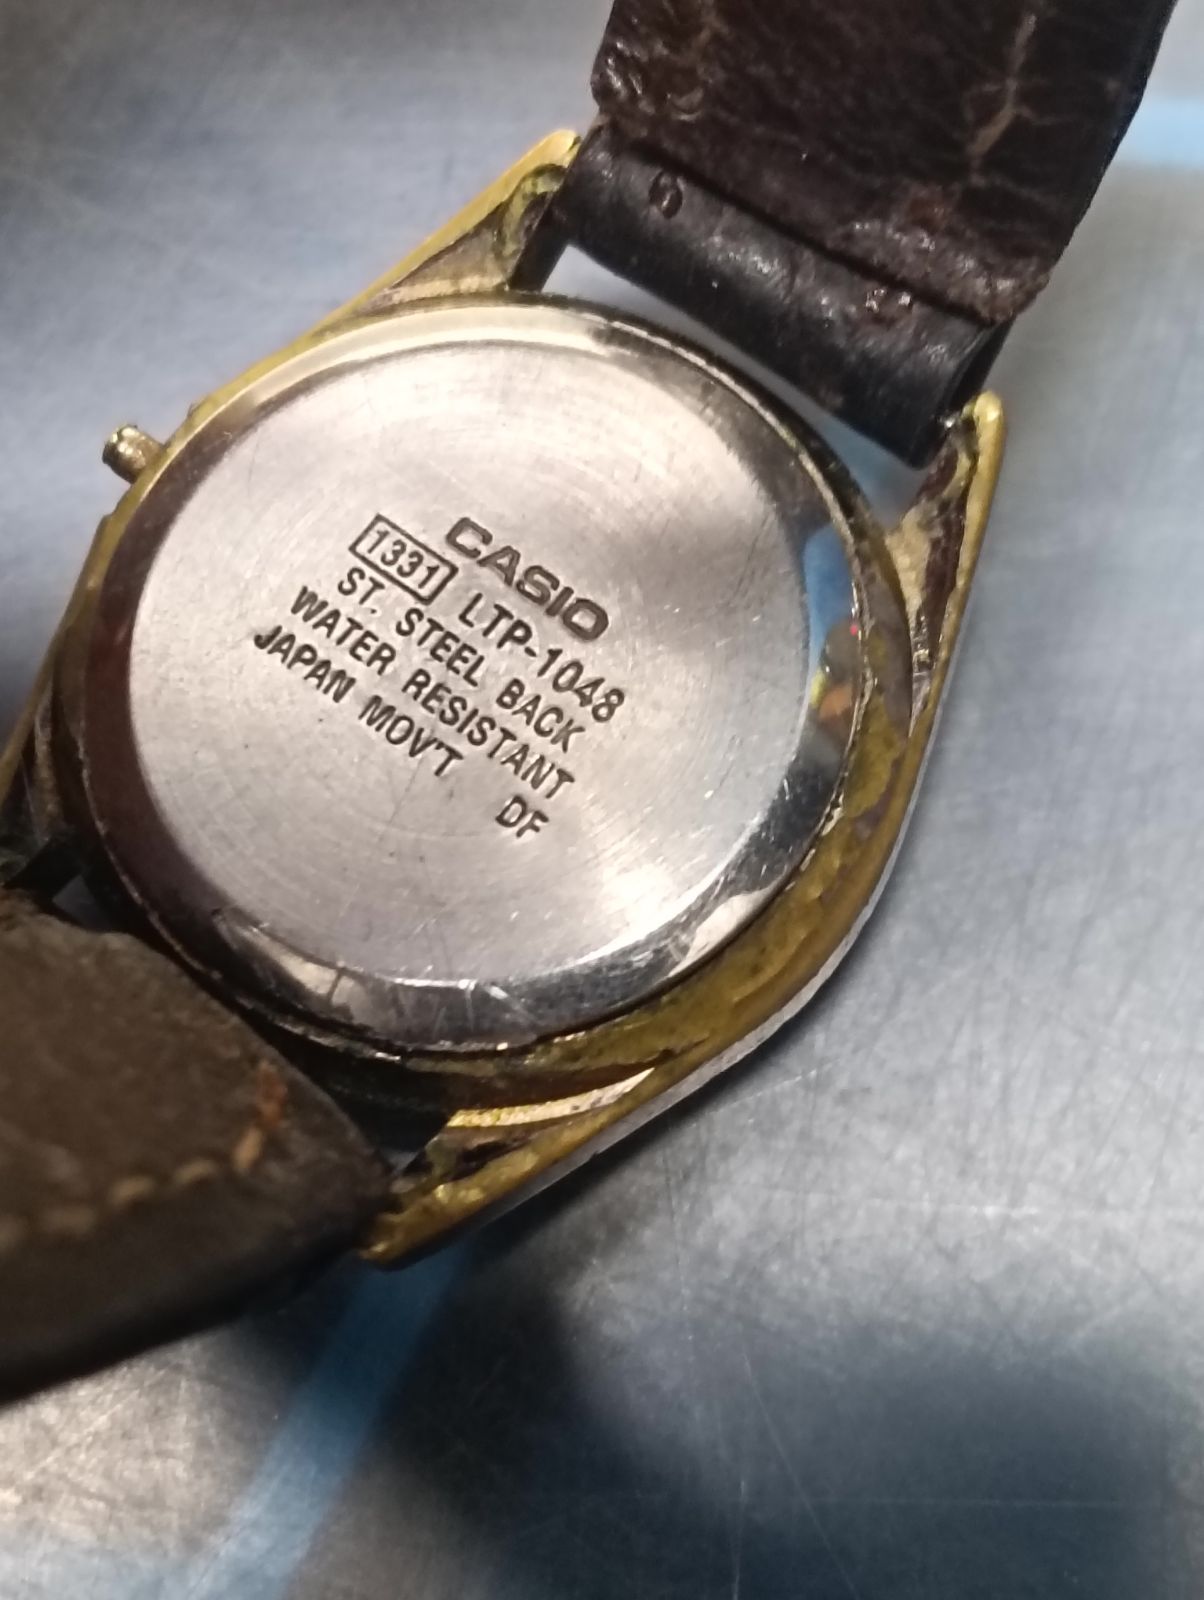 CASIO
1331 LTP-1048
ST. STEEL BACK
WATER RESISTANT
JAPAN MOV'T DF